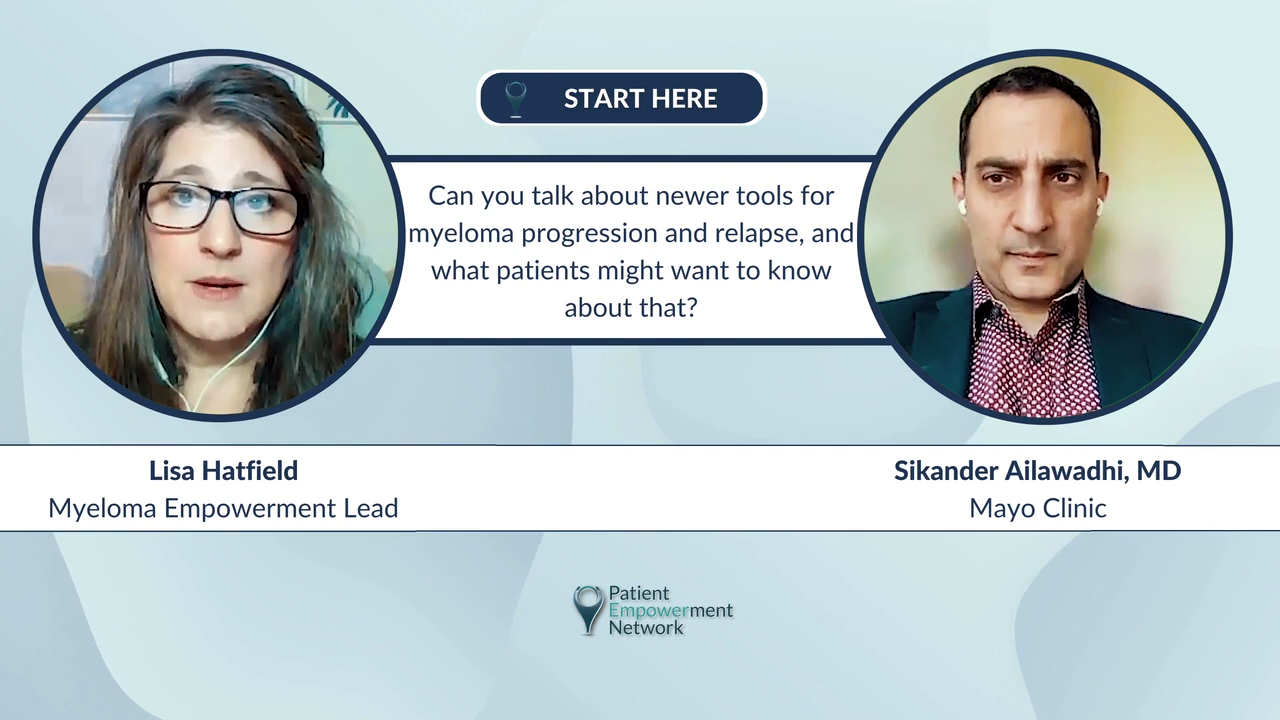 START HERE
Can you talk about newer tools for
myeloma progression and relapse, and
what patients might want to know
about that?
Lisa Hatfield
Myeloma Empowerment Lead
Sikander Ailawadhi, MD
Mayo Clinic
Patient
Empowerment
Network